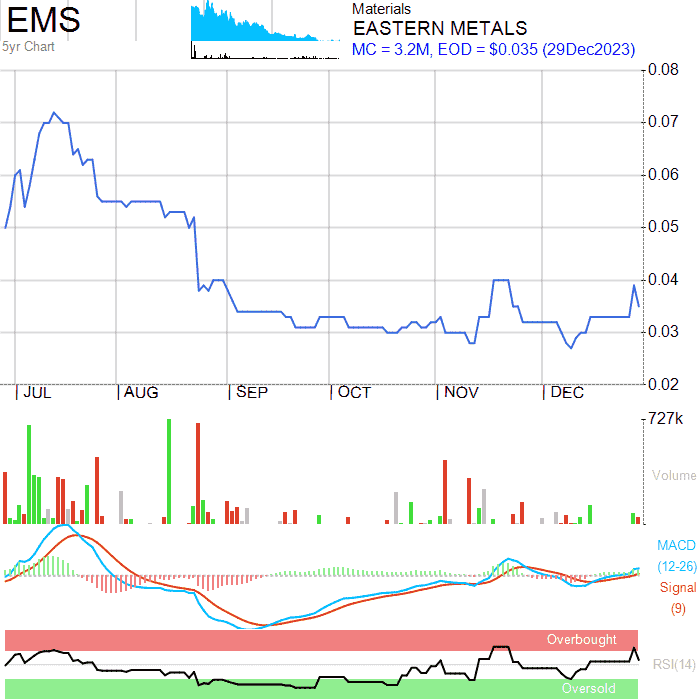 EMS
5yr Chart
Materials
EASTERN METALS
MC = 3.2M, EOD = $0.035 (29Dec2023)
0.08
0.07
0.06
0.05
0.04
0.03
0.02
JUL AUG SEP OCT NOV DEC
727k
Volume
MACD
(12-26)
Signal
(9)
Overbought
RSI(14)
Oversold